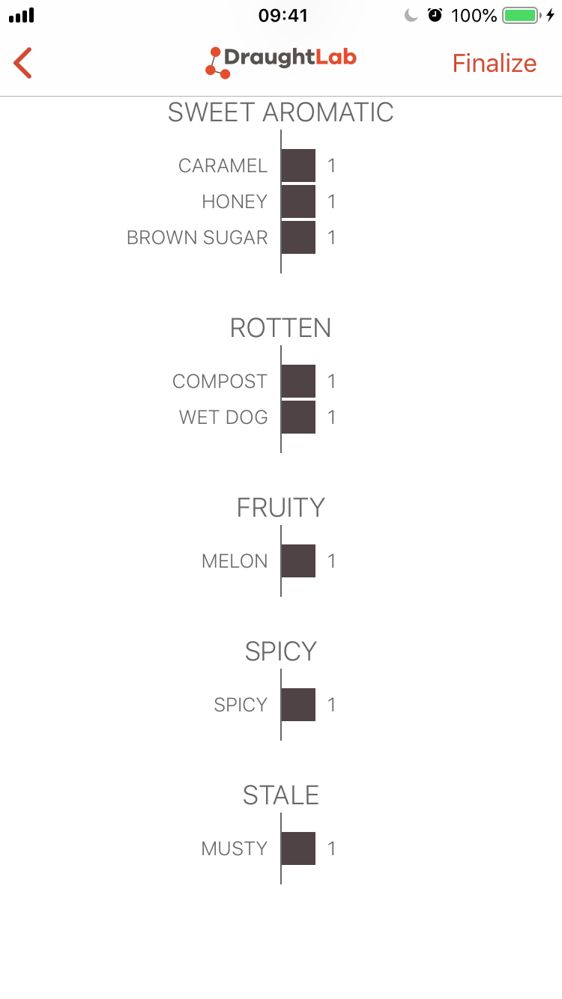 09:41
100%
DraughtLab
Finalize
SWEET AROMATIC
CARAMEL 1
HONEY 1
BROWN SUGAR 1
ROTTEN
COMPOST 1
WET DOG 1
FRUITY
MELON 1
SPICY
SPICY 1
STALE
MUSTY 1